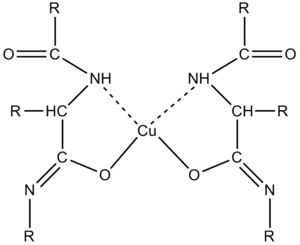 R R
O C C O
NH NH
R HC CH R
Cu
C O O C
N N
R R